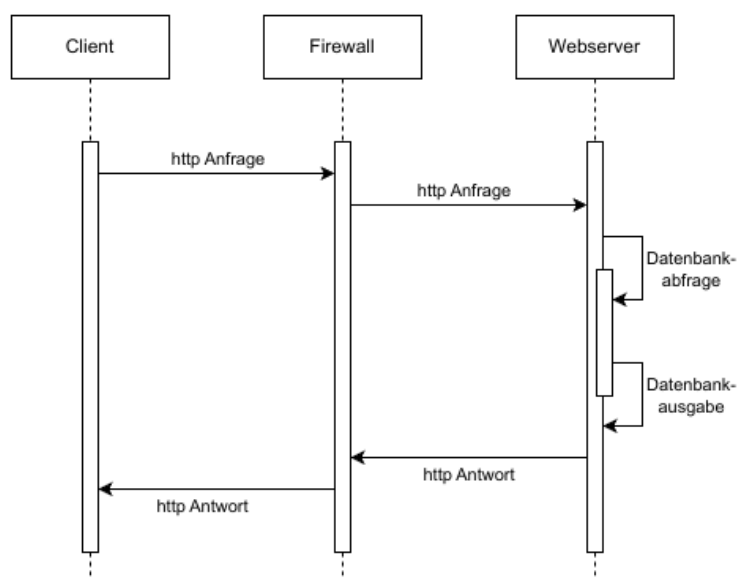 Client
Firewall
Webserver
http Anfrage
http Anfrage
Datenbank-
abfrage
Datenbank-
ausgabe
http Antwort
http Antwort